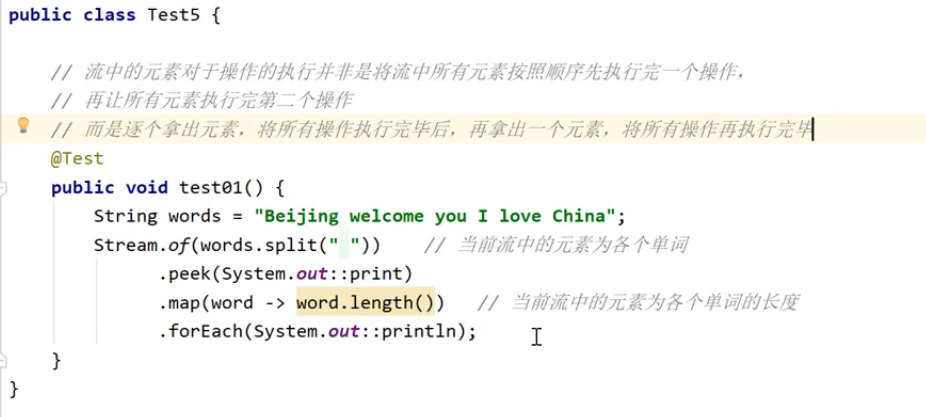 public class Test5 {
// 流中的元素对于操作的执行并非是将流中所有元素按照顺序先执行完一个操作，
// 再让所有元素执行完第二个操作
// 而是逐个拿出元素，将所有操作执行完毕后，再拿出一个元素，将所有操作再执行完毕
@Test
public void test01() {
String words = "Beijing welcome you I love China";
Stream.of(words.split(" ")) // 当前流中的元素为各个单词
.peek(System.out::print)
.map(word -> word.length()) // 当前流中的元素为各个单词的长度
.forEach(System.out::println);
}
}